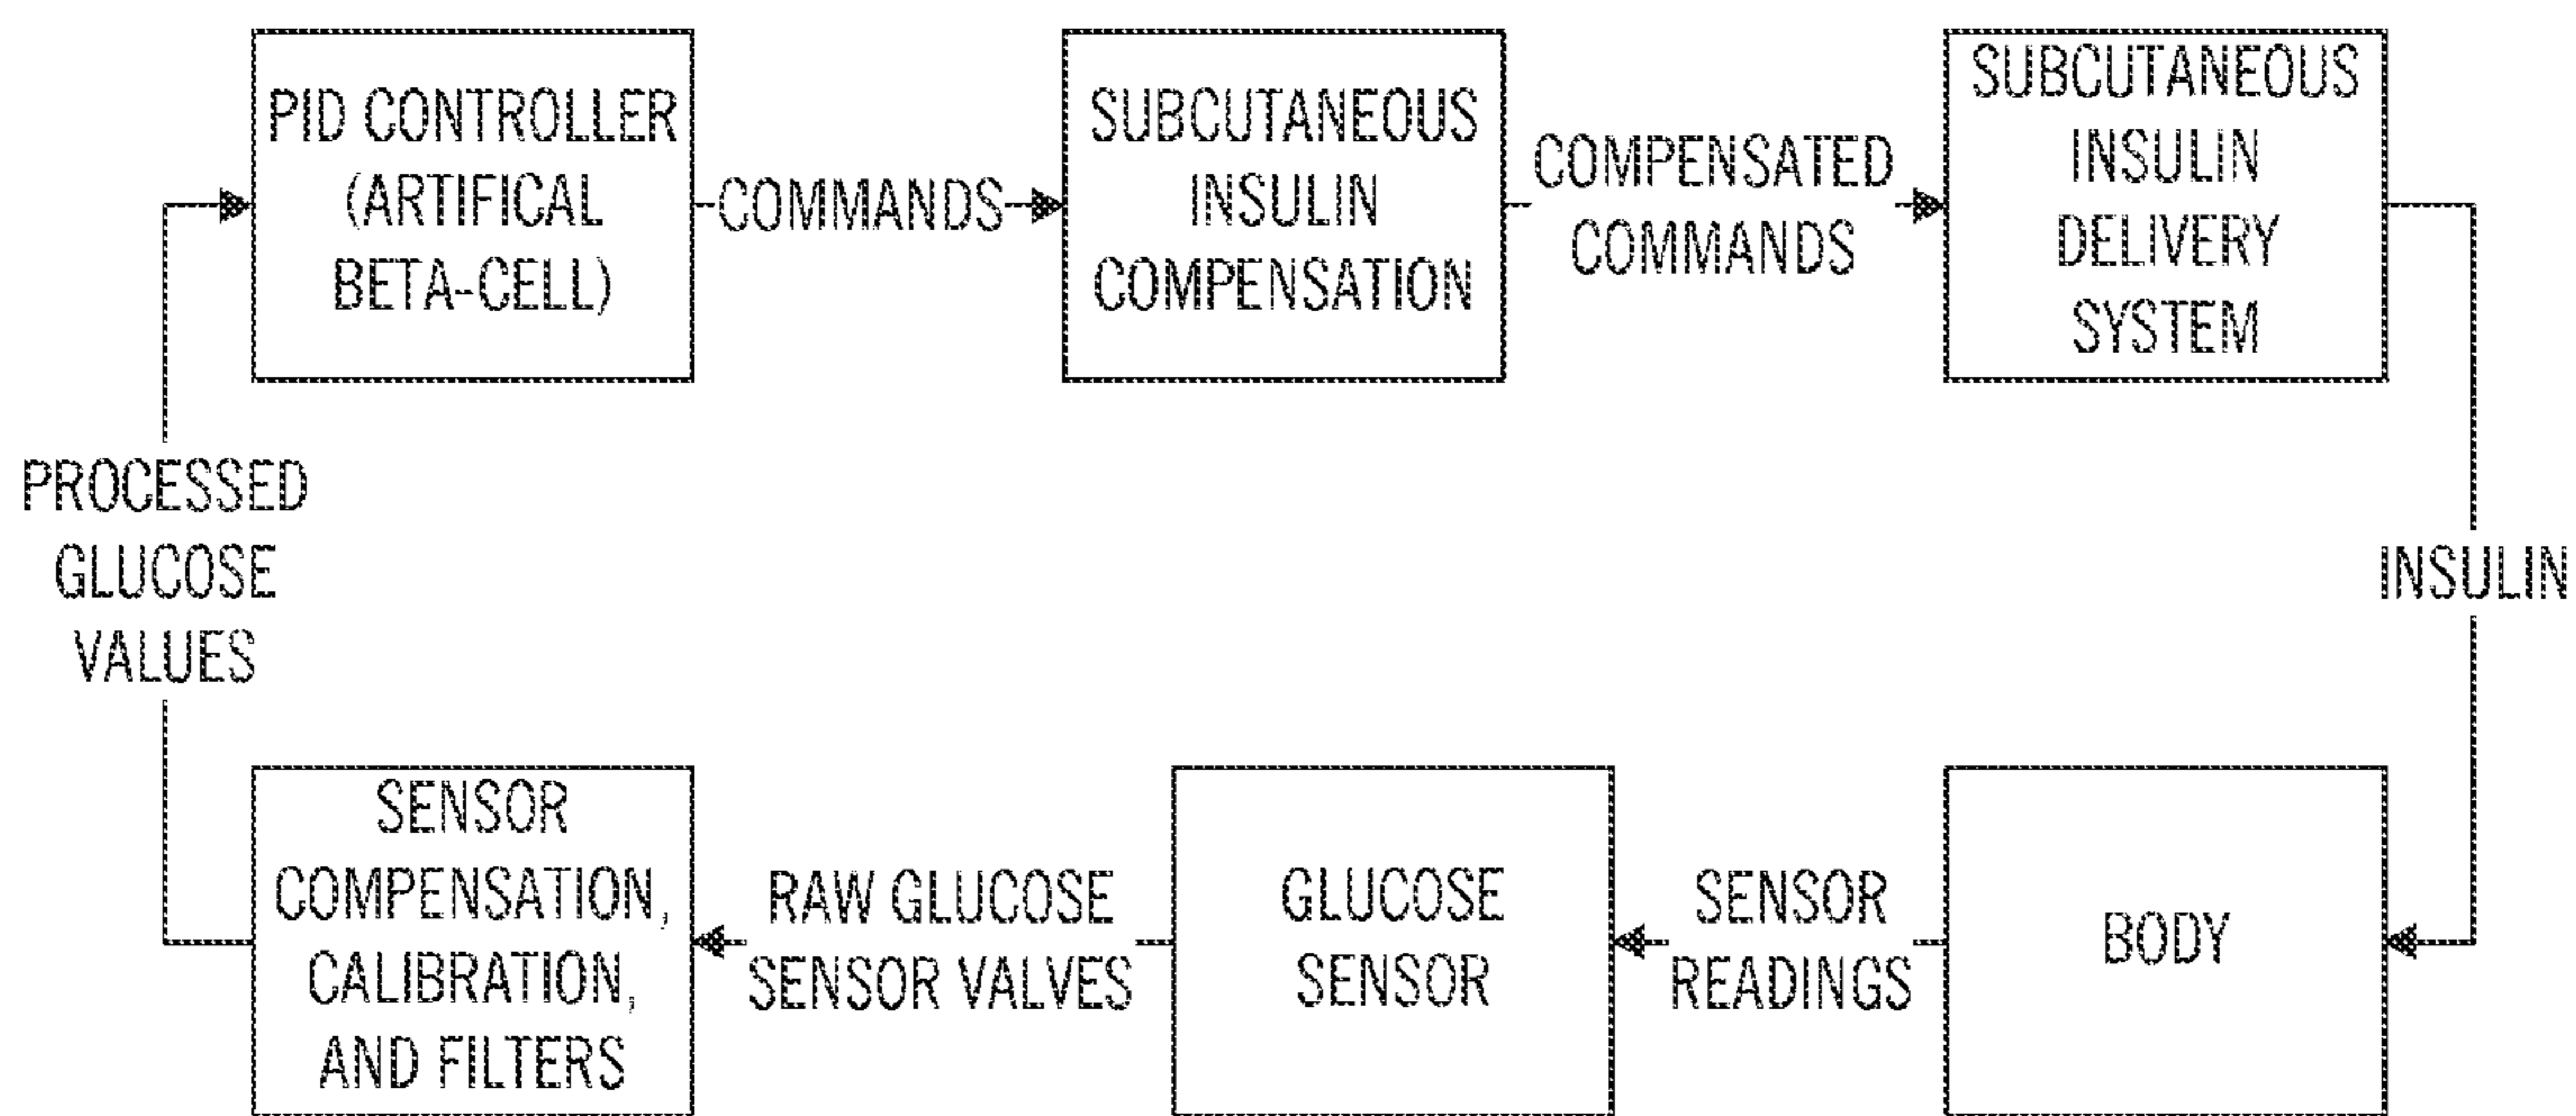 PID CONTROLLER
(ARTIFICAL
BETA-CELL)
COMMANDS
SUBCUTANEOUS
INSULIN
COMPENSATION
COMPENSATED
COMMANDS
SUBCUTANEOUS
INSULIN
DELIVERY
SYSTEM
PROCESSED
GLUCOSE
VALUES
INSULIN
SENSOR
COMPENSATION,
CALIBRATION,
AND FILTERS
RAW GLUCOSE
SENSOR VALVES
GLUCOSE
SENSOR
SENSOR
READINGS
BODY